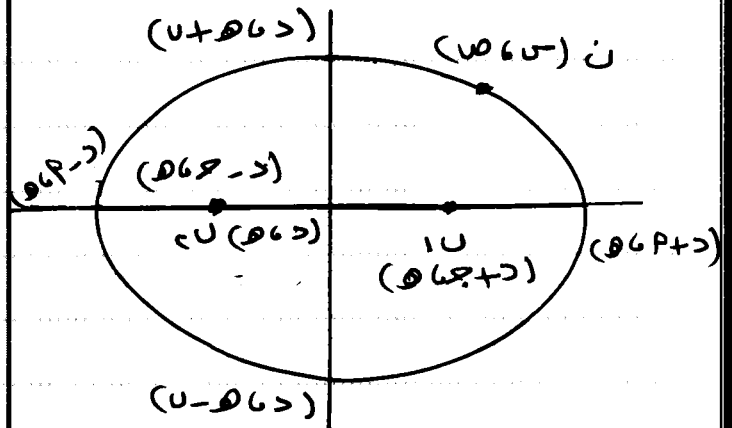 (د ، هـ + ب)
ن (س ، ص)
(د - أ ، هـ)
(د - جـ ، هـ)
ب٢ (د ، هـ)
ب١
(د + جـ ، هـ)
(د + أ ، هـ)
(د ، هـ - ب)